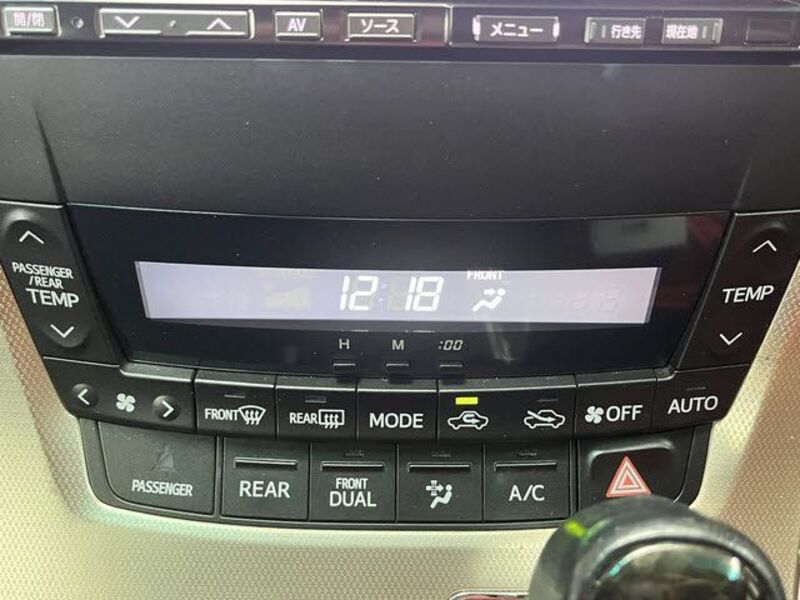 開/閉 AV ソース メニュー 行き先 現在地
PASSENGER
/REAR
TEMP
12:18 FRONT
TEMP
H M :00
FRONT REAR MODE OFF AUTO
PASSENGER REAR FRONT
DUAL A/C